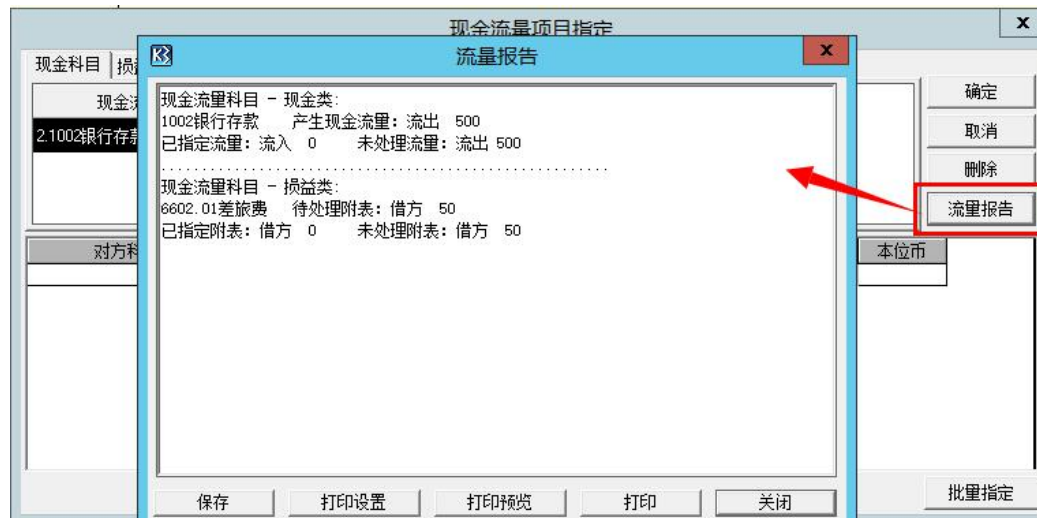 现金流量项目指定
x
K3
流量报告
x
现金科目
2.1002银行存
对方科
现金流量科目 - 现金类:
1002银行存款 产生现金流量: 流出 500
已指定流量: 流入 0 未处理流量: 流出 500
现金流量科目 - 损益类:
6602.01差旅费 待处理附表: 借方 50
已指定附表: 借方 0 未处理附表: 借方 50
确定
取消
删除
流量报告
本位币
保存
打印设置
打印预览
打印
关闭
批量指定